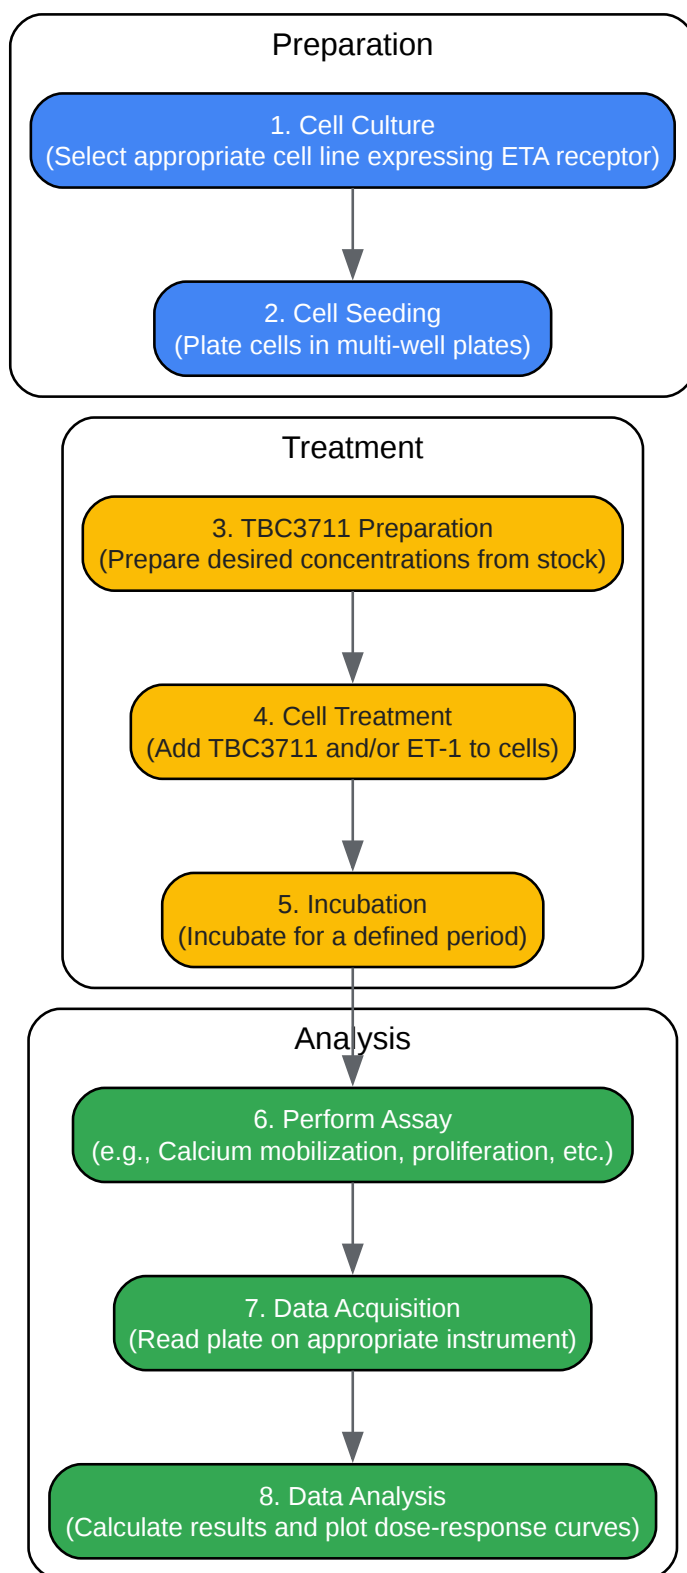 Preparation
1. Cell Culture
(Select appropriate cell line expressing ETA receptor)
2. Cell Seeding
(Plate cells in multi-well plates)
Treatment
3. TBC3711 Preparation
(Prepare desired concentrations from stock)
4. Cell Treatment
(Add TBC3711 and/or ET-1 to cells)
5. Incubation
(Incubate for a defined period)
Analysis
6. Perform Assay
(e.g., Calcium mobilization, proliferation, etc.)
7. Data Acquisition
(Read plate on appropriate instrument)
8. Data Analysis
(Calculate results and plot dose-response curves)